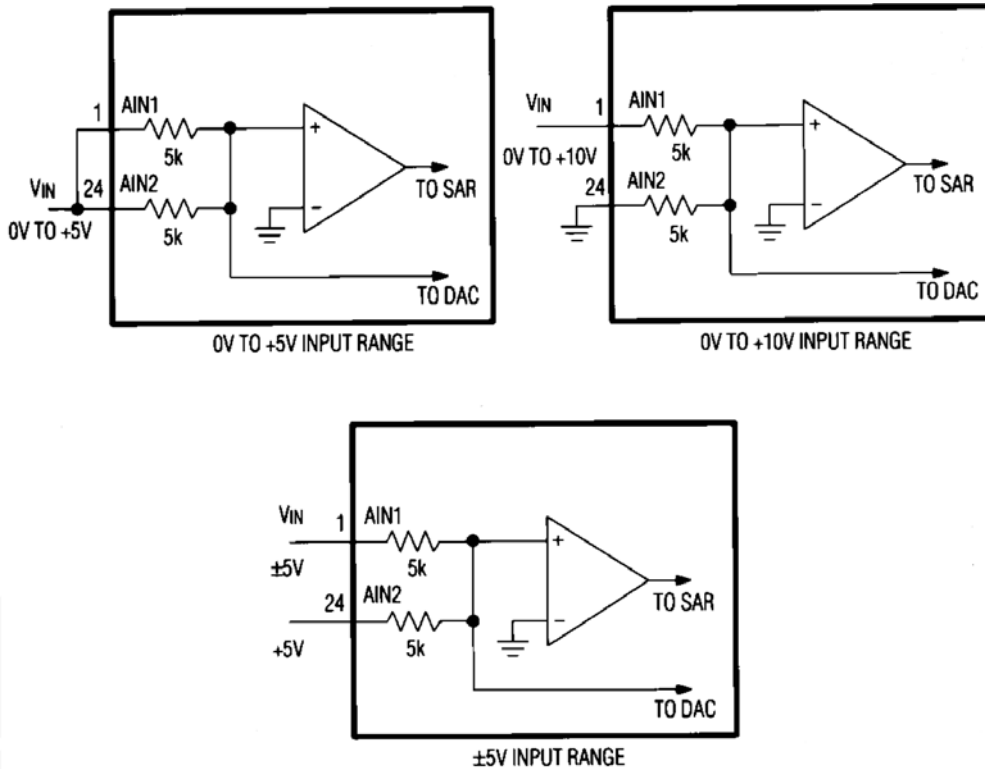 1
AIN1
5k
+
TO SAR
VIN
24
AIN2
0V TO +5V
5k
−
TO DAC
0V TO +5V INPUT RANGE
VIN
1
AIN1
0V TO +10V
5k
+
TO SAR
24
AIN2
5k
−
TO DAC
0V TO +10V INPUT RANGE
VIN
1
AIN1
±5V
5k
+
TO SAR
24
AIN2
+5V
5k
−
TO DAC
±5V INPUT RANGE